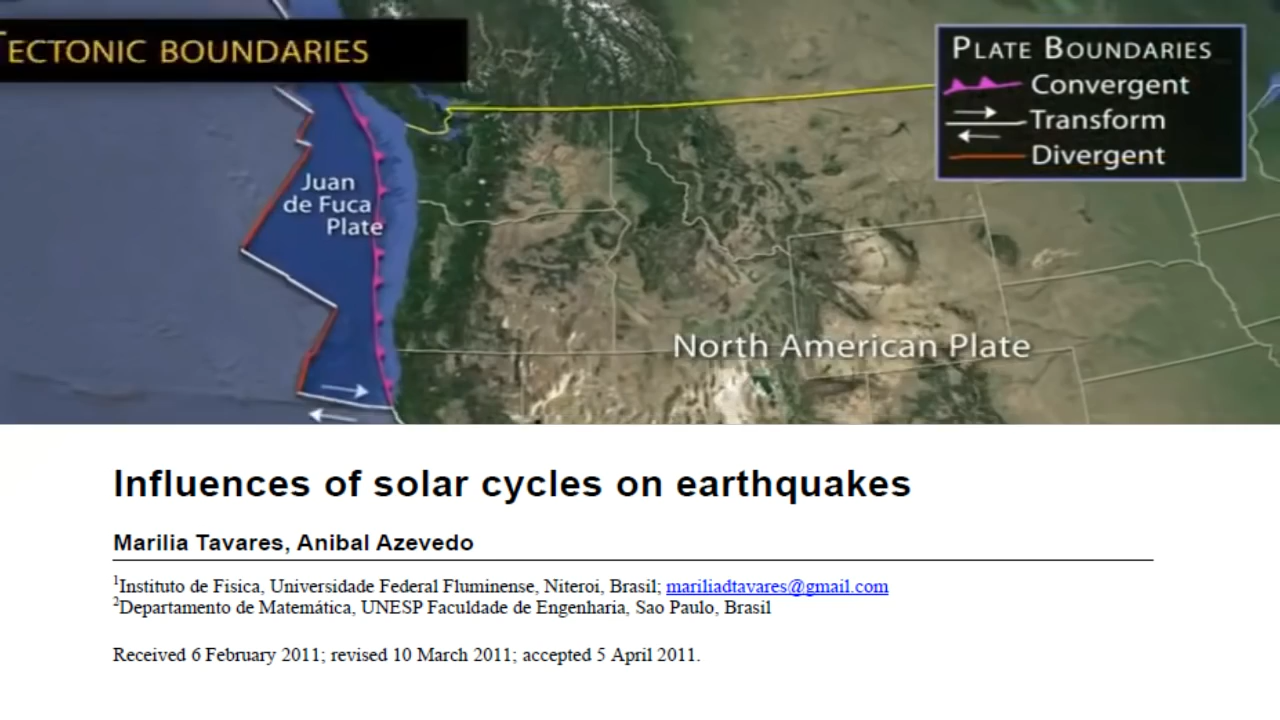 TECTONIC BOUNDARIES
PLATE BOUNDARIES
Convergent
Transform
Divergent
Juan
de Fuca
Plate
North American Plate
Influences of solar cycles on earthquakes
Marilia Tavares, Anibal Azevedo
1Instituto de Fisica, Universidade Federal Fluminense, Niteroi, Brasil; mariliadtavares@gmail.com
2Departamento de Matemática, UNESP Faculdade de Engenharia, Sao Paulo, Brasil
Received 6 February 2011; revised 10 March 2011; accepted 5 April 2011.